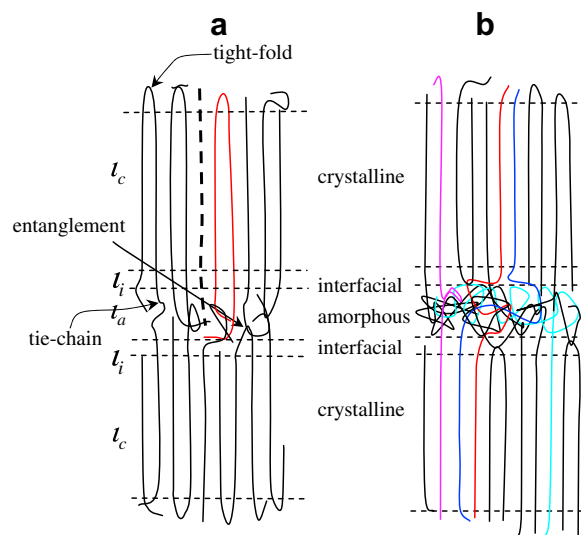 a
b
tight-fold
l_c
crystalline
entanglement
l_i
interfacial
l_a
amorphous
tie-chain
l_i
interfacial
l_c
crystalline